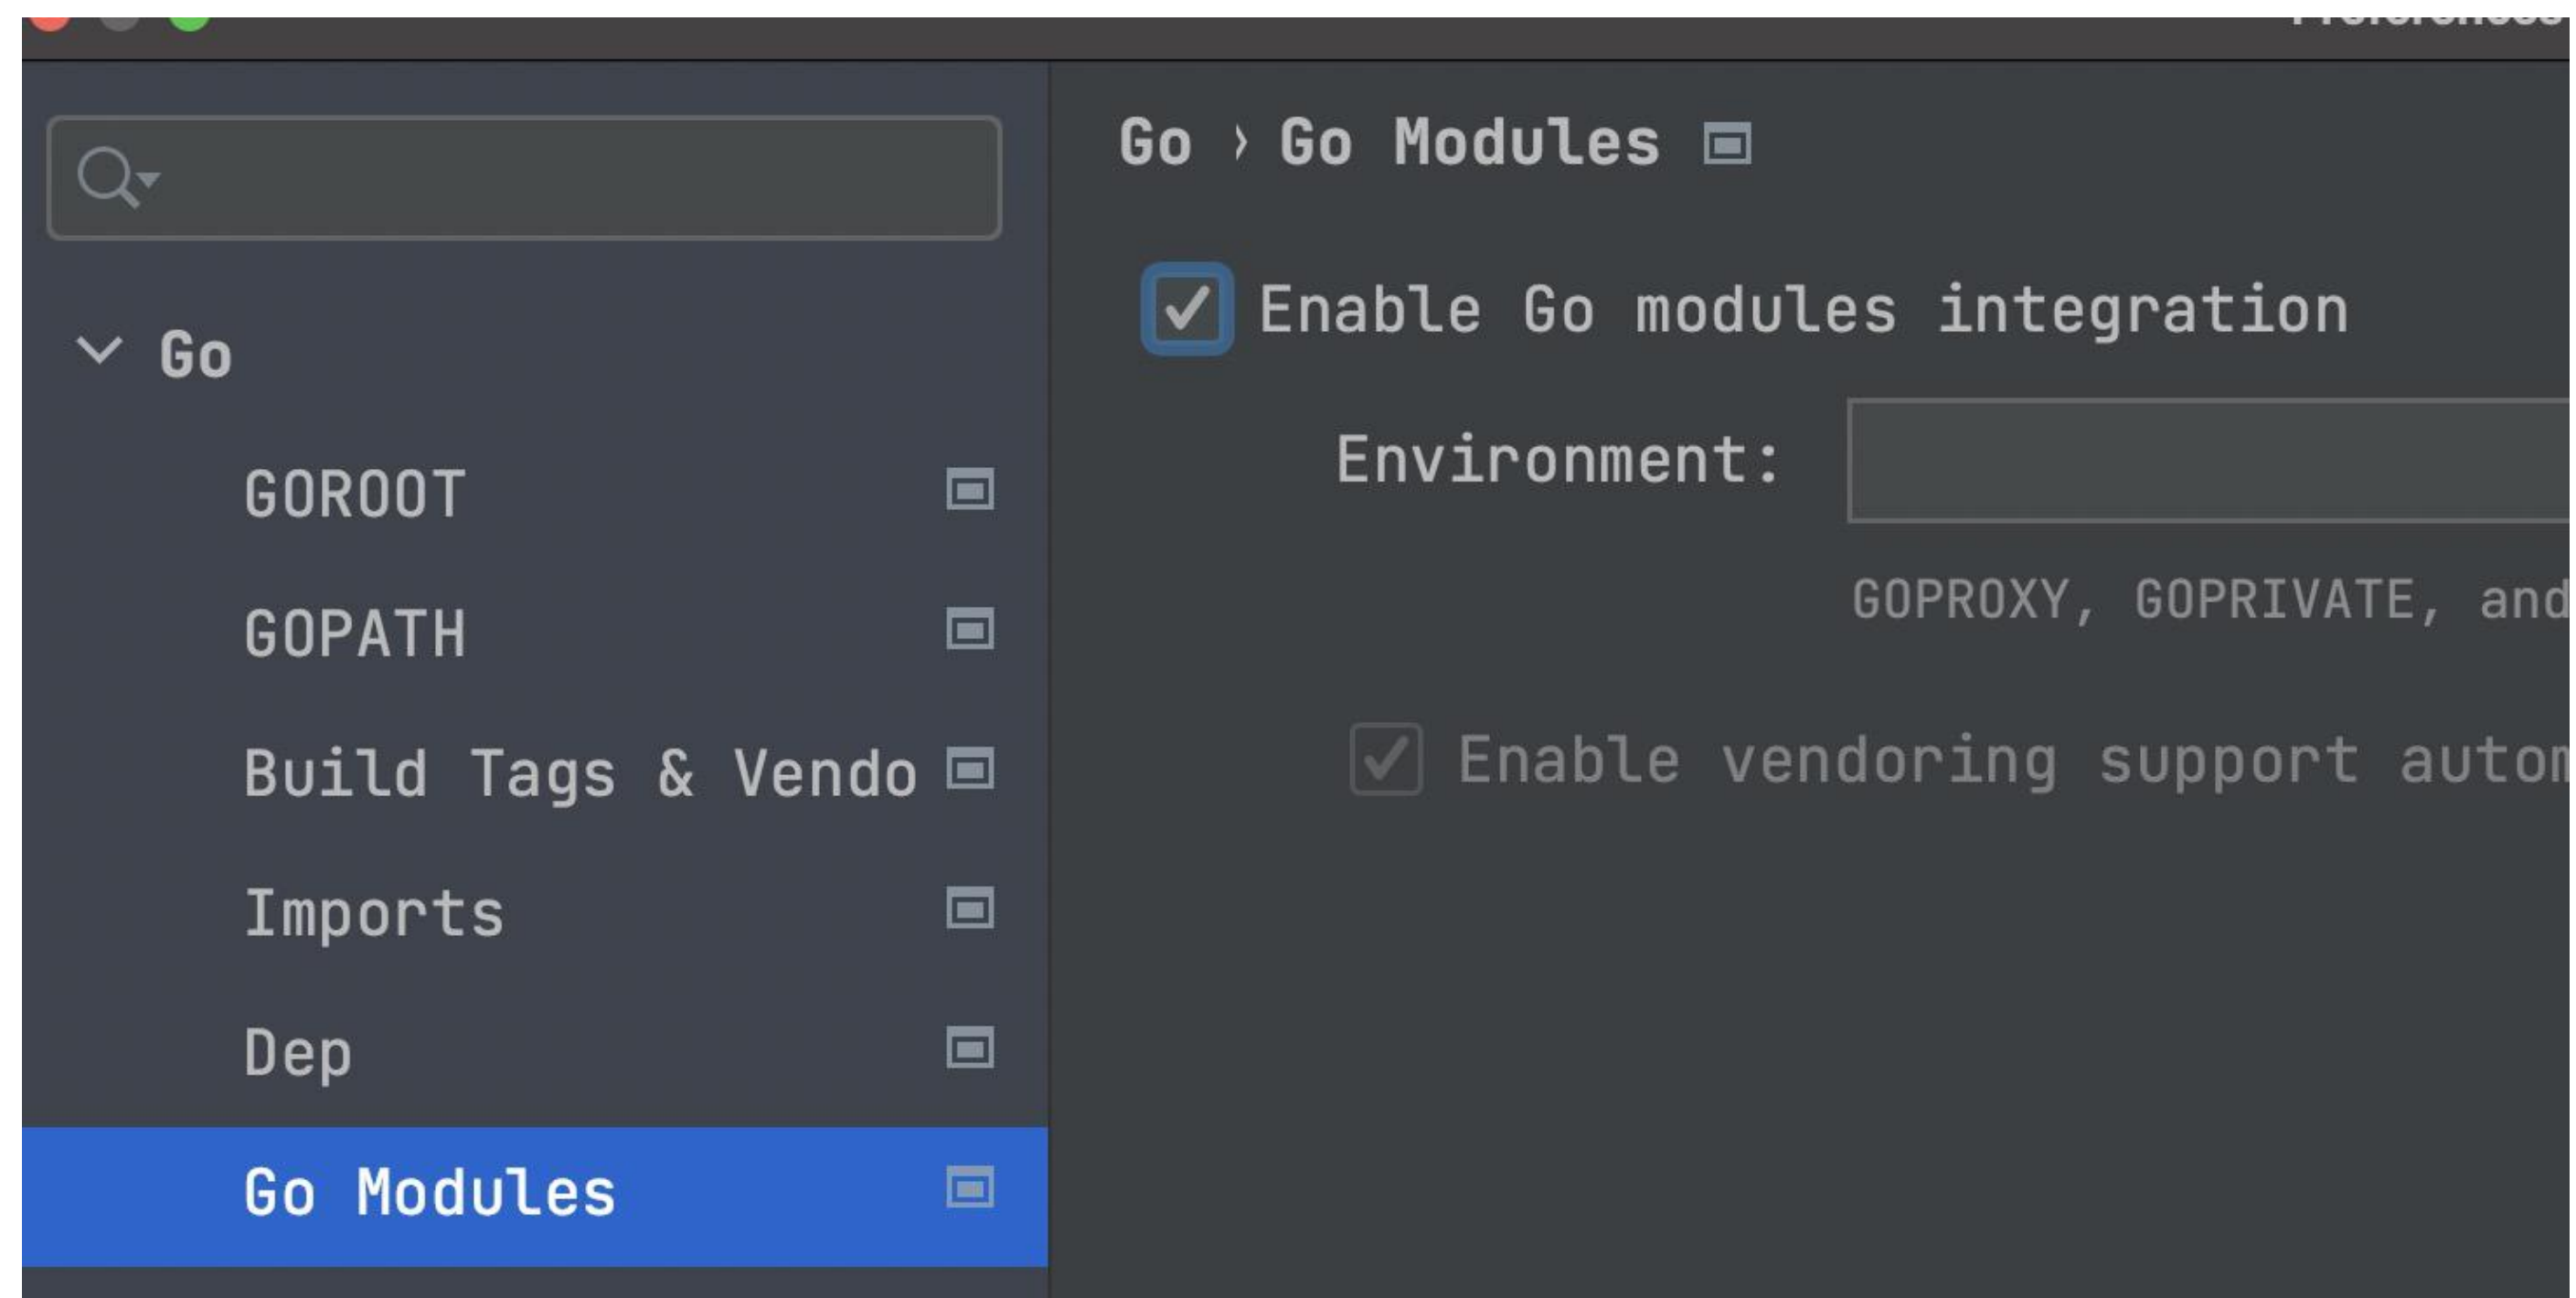 Go › Go Modules
Enable Go modules integration
Environment:
GOPROXY, GOPRIVATE, and
Enable vendoring support
Go
GOROOT
GOPATH
Build Tags & Vendo
Imports
Dep
Go Modules